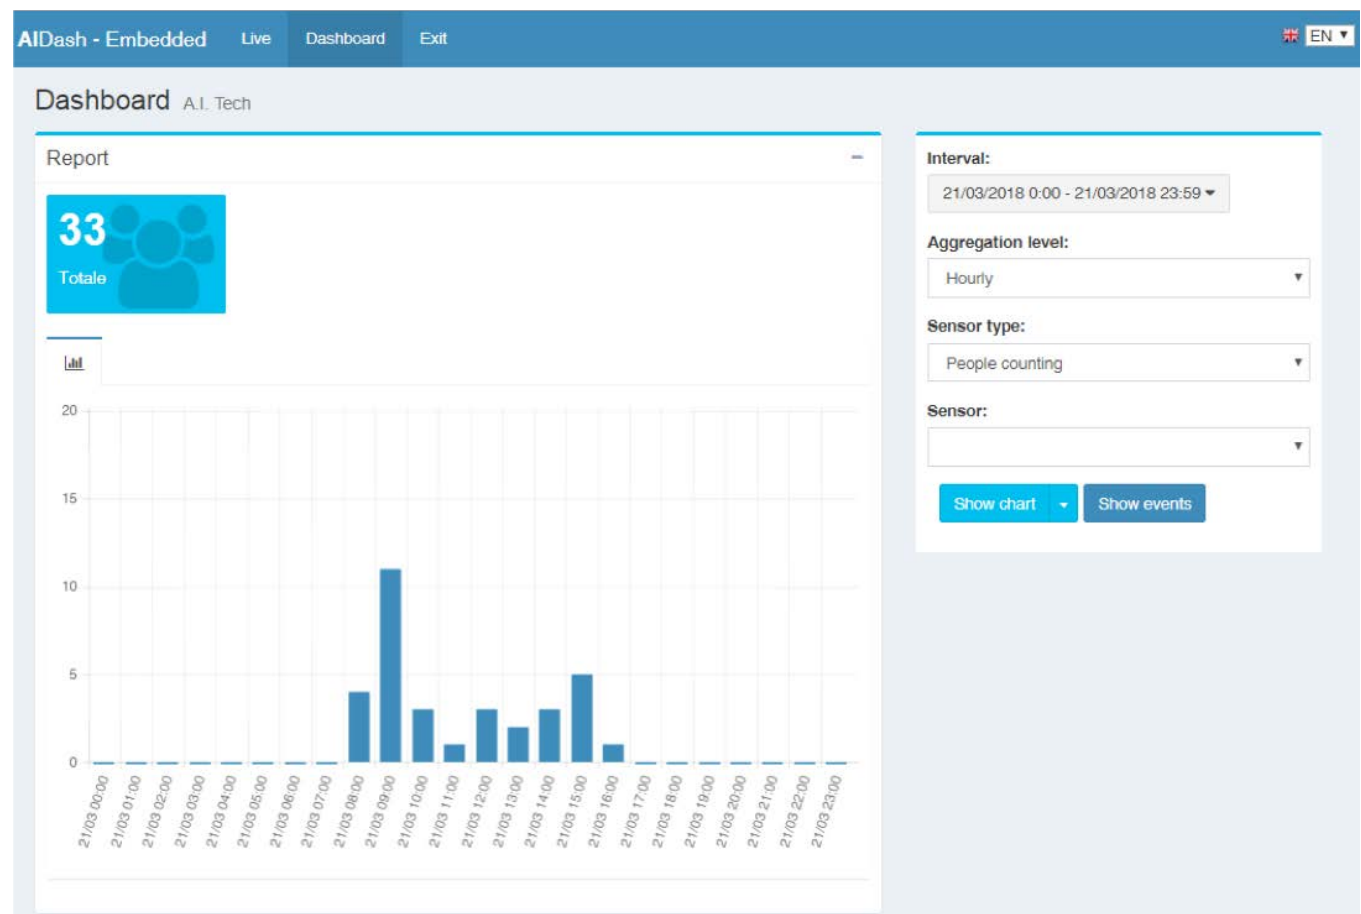 AIDash - Embedded Live Dashboard Exit EN
Dashboard A.I. Tech
Report
33
Totale
20
15
10
5
0
21/03 00:00
21/03 01:00
21/03 02:00
21/03 03:00
21/03 04:00
21/03 05:00
21/03 06:00
21/03 07:00
21/03 08:00
21/03 09:00
21/03 10:00
21/03 11:00
21/03 12:00
21/03 13:00
21/03 14:00
21/03 15:00
21/03 16:00
21/03 17:00
21/03 18:00
21/03 19:00
21/03 20:00
21/03 21:00
21/03 22:00
21/03 23:00
Interval:
21/03/2018 0:00 - 21/03/2018 23:59
Aggregation level:
Hourly
Sensor type:
People counting
Sensor:
Show chart Show events